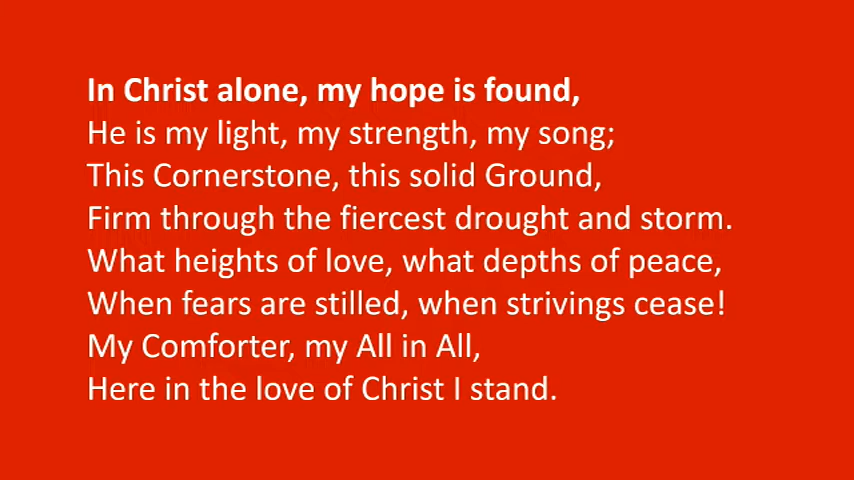 In Christ alone, my hope is found,
He is my light, my strength, my song;
This Cornerstone, this solid Ground,
Firm through the fiercest drought and storm.
What heights of love, what depths of peace,
When fears are stilled, when strivings cease!
My Comforter, my All in All,
Here in the love of Christ I stand.